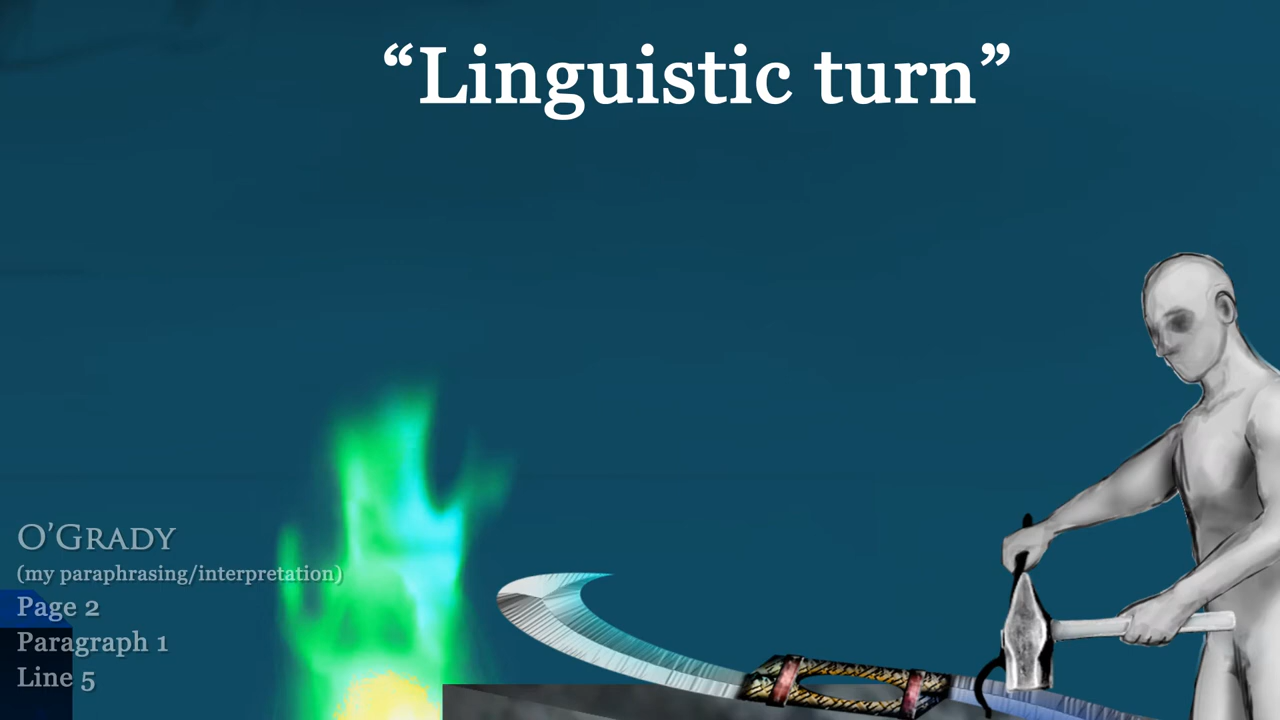 “Linguistic turn”
O’Grady
(my paraphrasing/interpretation)
Page 2
Paragraph 1
Line 5